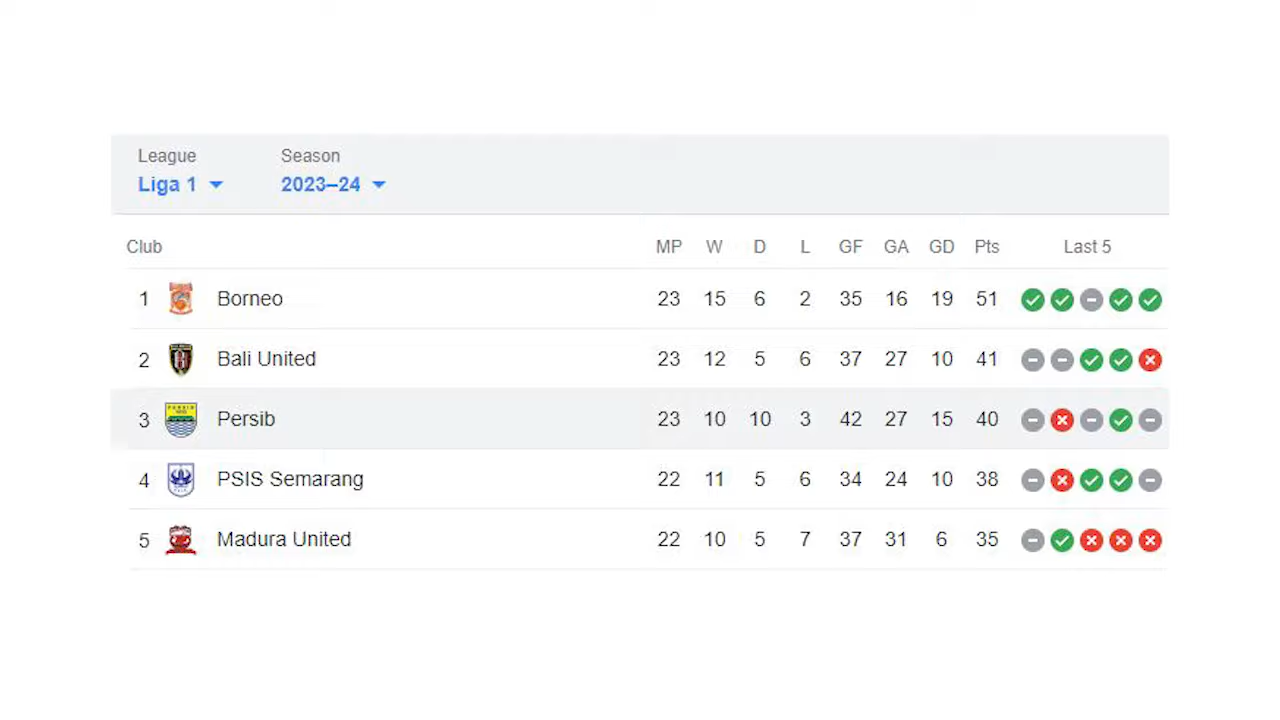 League Season
Liga 1 2023–24
Club MP W D L GF GA GD Pts Last 5
1 Borneo 23 15 6 2 35 16 19 51
2 Bali United 23 12 5 6 37 27 10 41
3 Persib 23 10 10 3 42 27 15 40
4 PSIS Semarang 22 11 5 6 34 24 10 38
5 Madura United 22 10 5 7 37 31 6 35